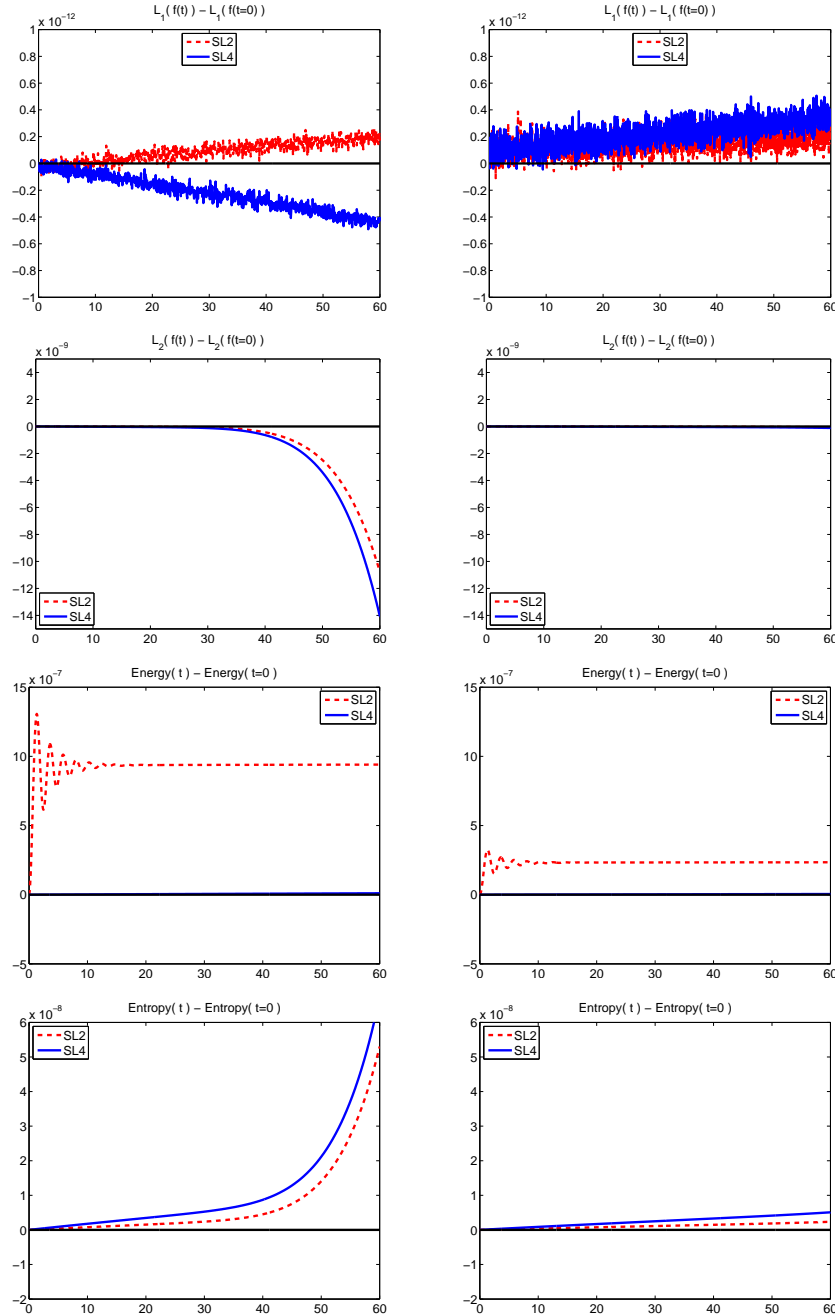 L₁( f(t) ) − L₁( f(t=0) )
x 10⁻¹²
1
0.8
0.6
0.4
0.2
0
−0.2
−0.4
−0.6
−0.8
−1
SL2
SL4
0 10 20 30 40 50 60
L₁( f(t) ) − L₁( f(t=0) )
x 10⁻¹²
1
0.8
0.6
0.4
0.2
0
−0.2
−0.4
−0.6
−0.8
−1
SL2
SL4
0 10 20 30 40 50 60
L₂( f(t) ) − L₂( f(t=0) )
x 10⁻⁹
4
2
0
−2
−4
−6
−8
−10
−12
−14
SL2
SL4
0 10 20 30 40 50 60
L₂( f(t) ) − L₂( f(t=0) )
x 10⁻⁹
4
2
0
−2
−4
−6
−8
−10
−12
−14
SL2
SL4
0 10 20 30 40 50 60
Energy( t ) − Energy( t=0 )
x 10⁻⁷
15
10
5
0
−5
SL2
SL4
0 10 20 30 40 50 60
Energy( t ) − Energy( t=0 )
x 10⁻⁷
15
10
5
0
−5
SL2
SL4
0 10 20 30 40 50 60
Entropy( t ) − Entropy( t=0 )
x 10⁻⁸
6
5
4
3
2
1
0
−1
−2
SL2
SL4
0 10 20 30 40 50 60
Entropy( t ) − Entropy( t=0 )
x 10⁻⁸
6
5
4
3
2
1
0
−1
−2
SL2
SL4
0 10 20 30 40 50 60